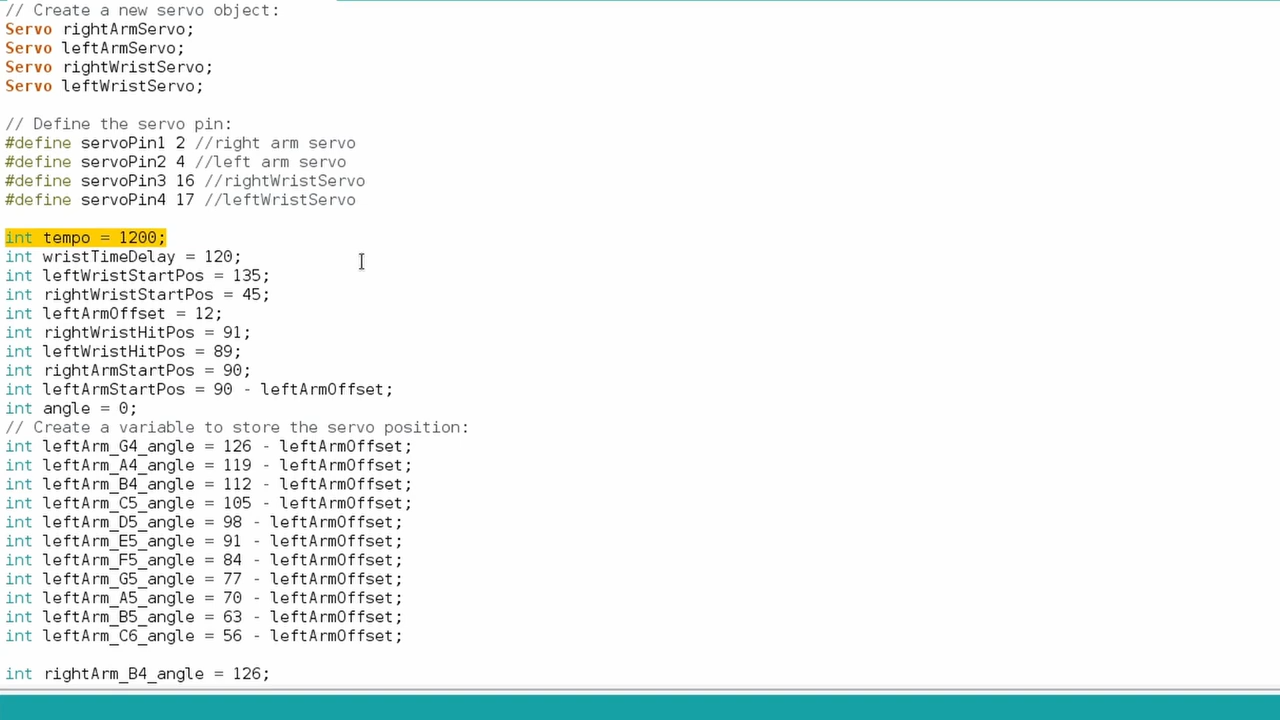 // Create a new servo object:
Servo rightArmServo;
Servo leftArmServo;
Servo rightWristServo;
Servo leftWristServo;
// Define the servo pin:
#define servoPin1 2 //right arm servo
#define servoPin2 4 //left arm servo
#define servoPin3 16 //rightWristServo
#define servoPin4 17 //leftWristServo
int tempo = 1200;
int wristTimeDelay = 120;
int leftWristStartPos = 135;
int rightWristStartPos = 45;
int leftArmOffset = 12;
int rightWristHitPos = 91;
int leftWristHitPos = 89;
int rightArmStartPos = 90;
int leftArmStartPos = 90 - leftArmOffset;
int angle = 0;
// Create a variable to store the servo position:
int leftArm_G4_angle = 126 - leftArmOffset;
int leftArm_A4_angle = 119 - leftArmOffset;
int leftArm_B4_angle = 112 - leftArmOffset;
int leftArm_C5_angle = 105 - leftArmOffset;
int leftArm_D5_angle = 98 - leftArmOffset;
int leftArm_E5_angle = 91 - leftArmOffset;
int leftArm_F5_angle = 84 - leftArmOffset;
int leftArm_G5_angle = 77 - leftArmOffset;
int leftArm_A5_angle = 70 - leftArmOffset;
int leftArm_B5_angle = 63 - leftArmOffset;
int leftArm_C6_angle = 56 - leftArmOffset;
int rightArm_B4_angle = 126;